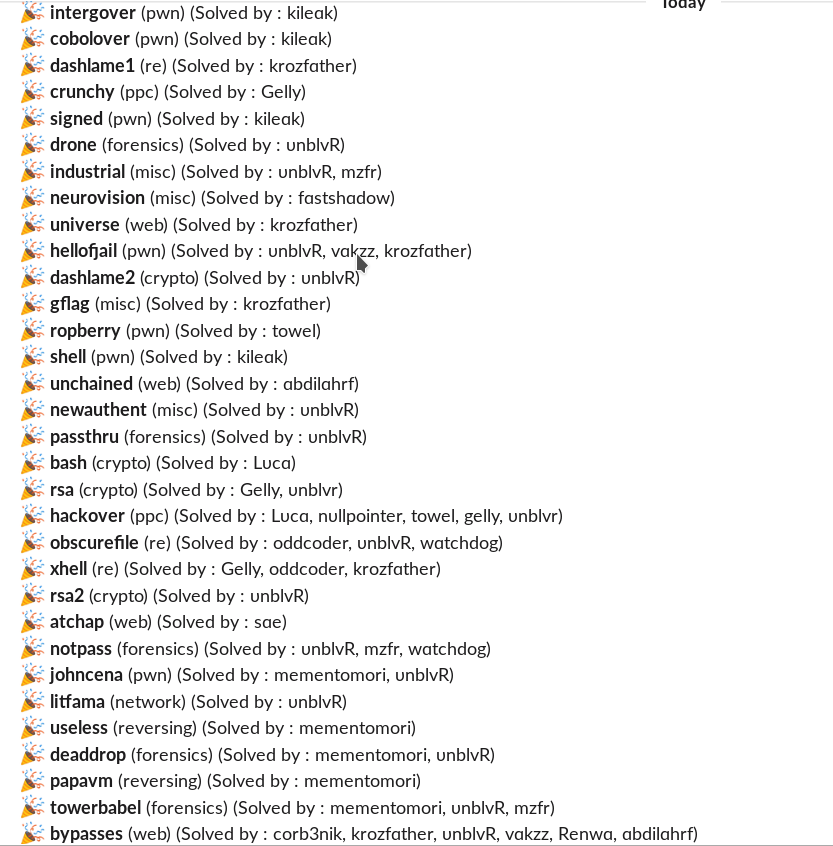 Today
intergover (pwn) (Solved by : kileak)
cobolover (pwn) (Solved by : kileak)
dashlame1 (re) (Solved by : krozfather)
crunchy (ppc) (Solved by : Gelly)
signed (pwn) (Solved by : kileak)
drone (forensics) (Solved by : unblvR)
industrial (misc) (Solved by : unblvR, mzfr)
neurovision (misc) (Solved by : fastshadow)
universe (web) (Solved by : krozfather)
hellofjail (pwn) (Solved by : unblvR, vakzz, krozfather)
dashlame2 (crypto) (Solved by : unblvR)
gflag (misc) (Solved by : krozfather)
ropberry (pwn) (Solved by : towel)
shell (pwn) (Solved by : kileak)
unchained (web) (Solved by : abdilahrf)
newauthent (misc) (Solved by : unblvR)
passthru (forensics) (Solved by : unblvR)
bash (crypto) (Solved by : Luca)
rsa (crypto) (Solved by : Gelly, unblvr)
hackover (ppc) (Solved by : Luca, nullpointer, towel, gelly, unblvr)
obscurefile (re) (Solved by : oddcoder, unblvR, watchdog)
xhell (re) (Solved by : Gelly, oddcoder, krozfather)
rsa2 (crypto) (Solved by : unblvR)
atchap (web) (Solved by : sae)
notpass (forensics) (Solved by : unblvR, mzfr, watchdog)
johncena (pwn) (Solved by : mementomori, unblvR)
litfama (network) (Solved by : unblvR)
useless (reversing) (Solved by : mementomori)
deaddrop (forensics) (Solved by : mementomori, unblvR)
papavm (reversing) (Solved by : mementomori)
towerbabel (forensics) (Solved by : mementomori, unblvR, mzfr)
bypasses (web) (Solved by : corb3nik, krozfather, unblvR, vakzz, Renwa, abdilahrf)